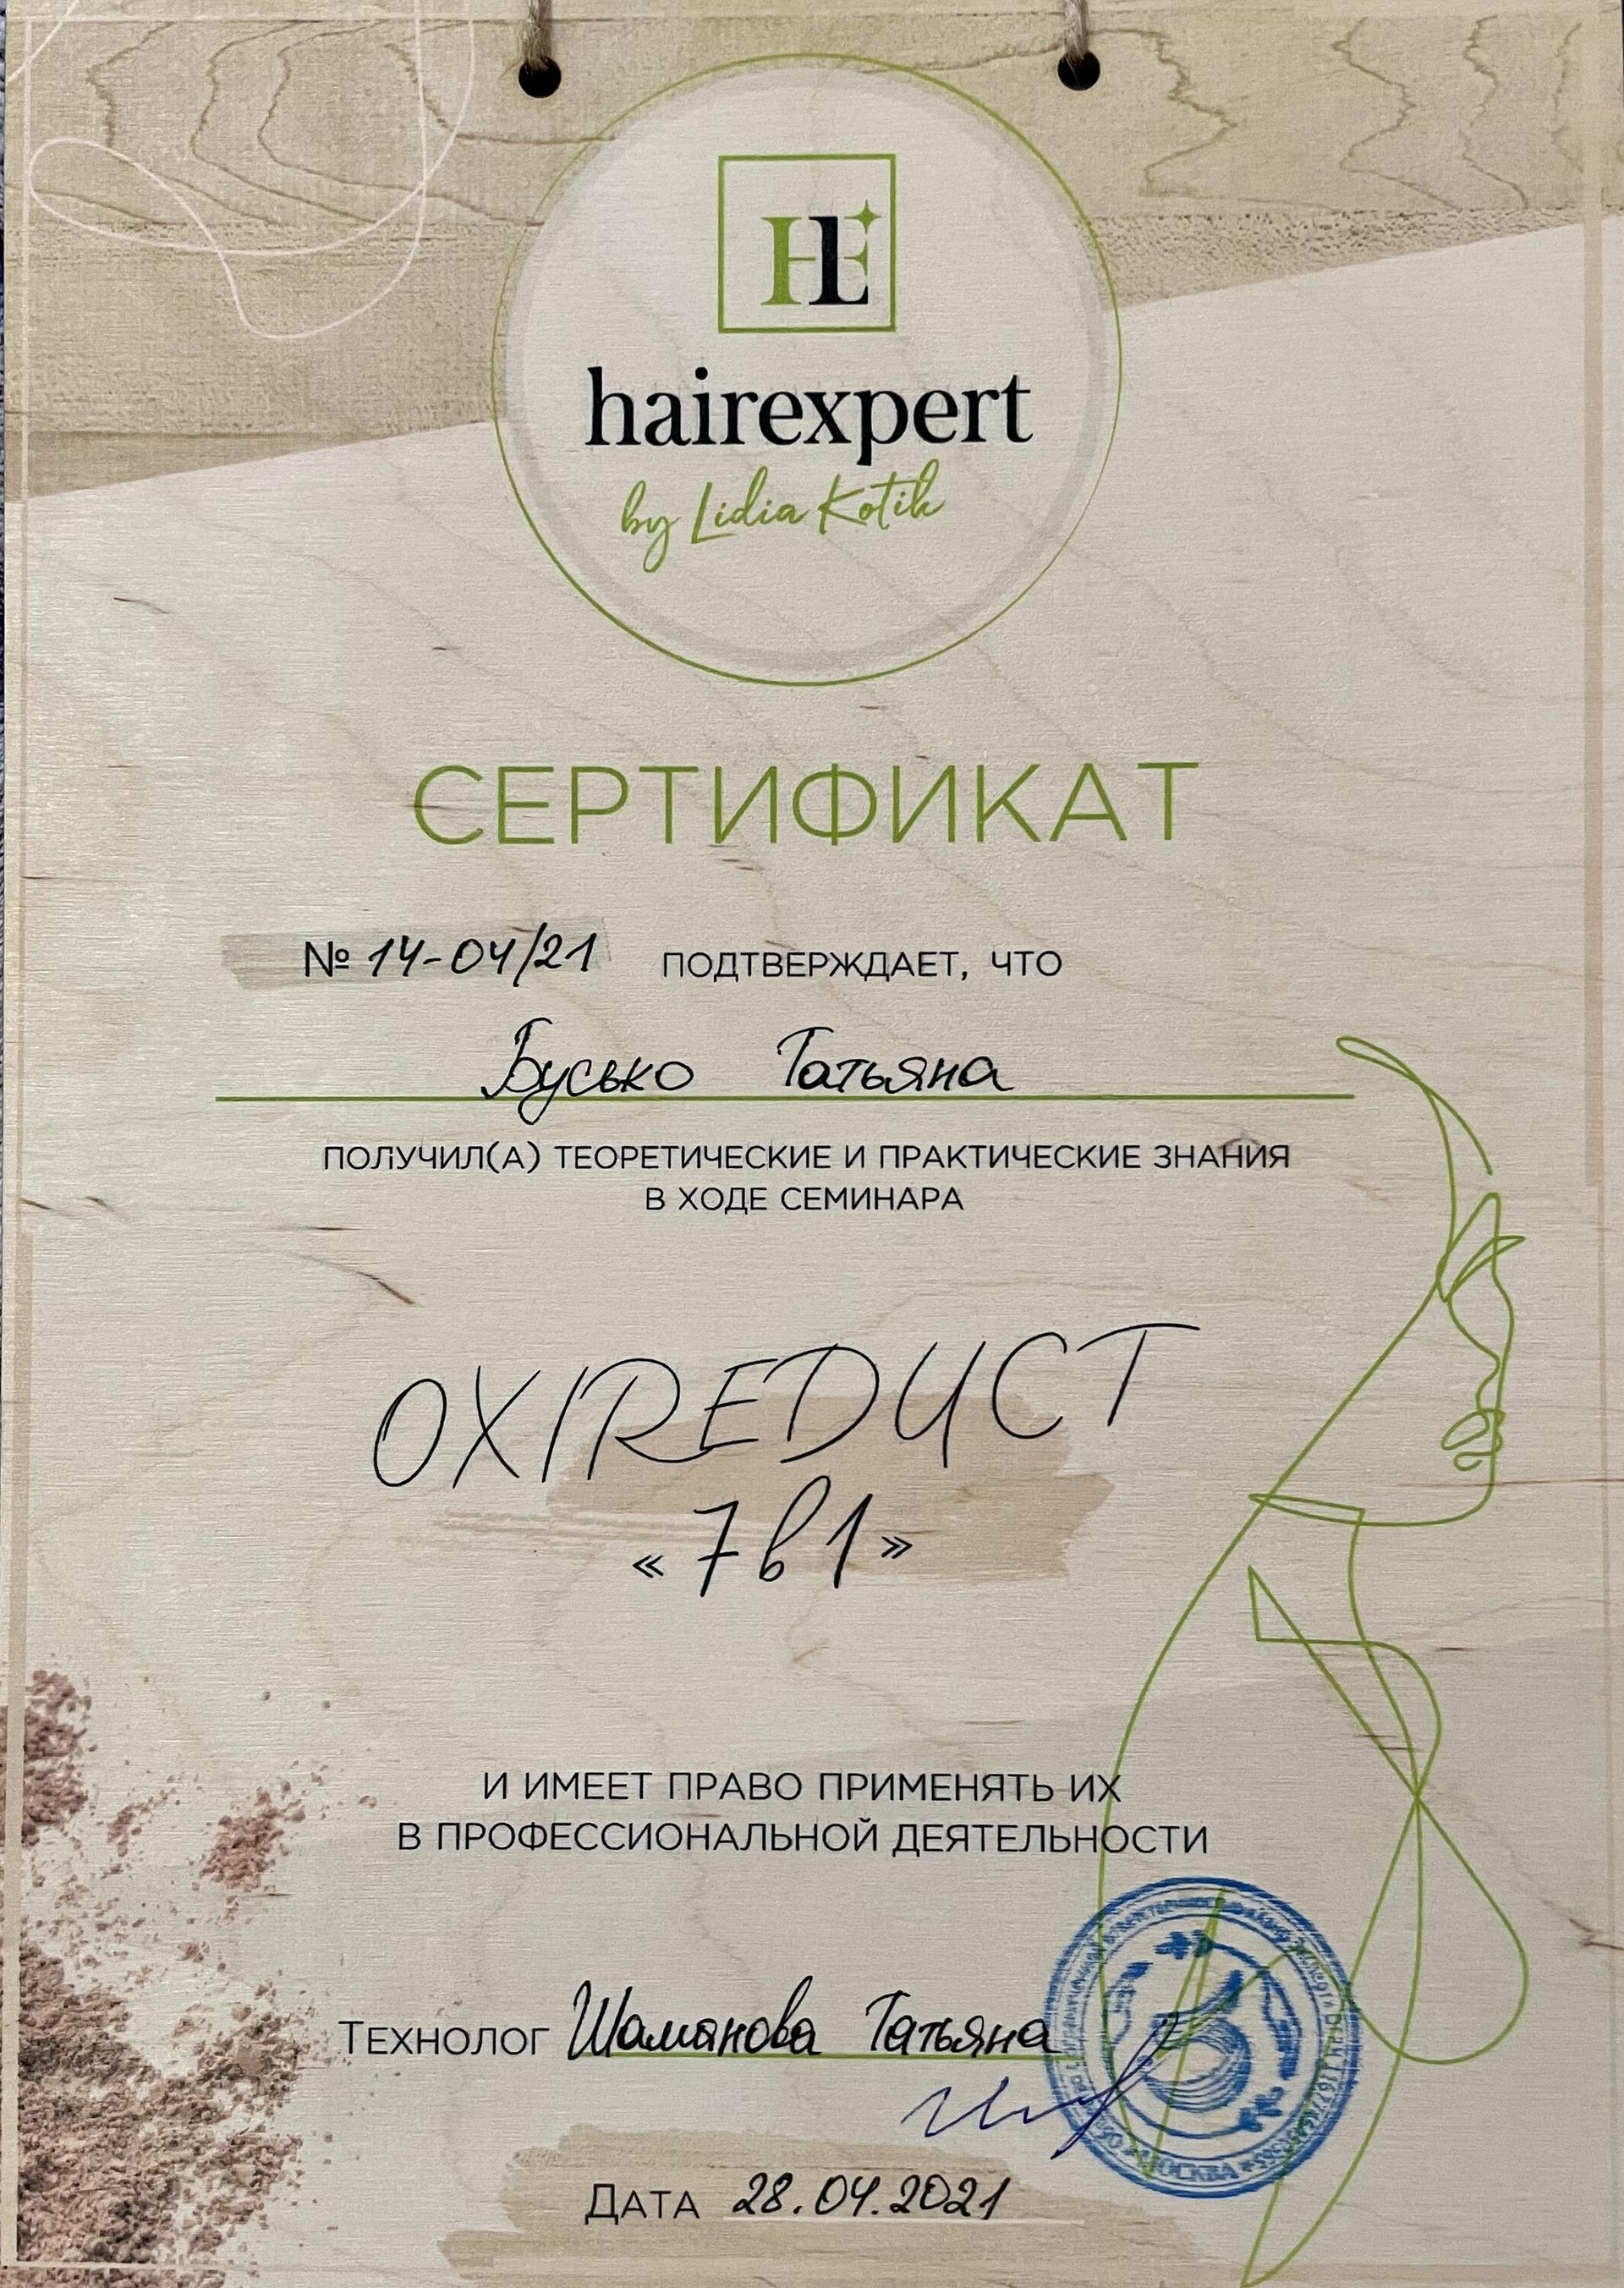 HE
hairexpert
by Lidia Kotik
СЕРТИФИКАТ
№ 14-04/21 ПОДТВЕРЖДАЕТ, ЧТО
Бусько Татьяна
ПОЛУЧИЛ(А) ТЕОРЕТИЧЕСКИЕ И ПРАКТИЧЕСКИЕ ЗНАНИЯ
В ХОДЕ СЕМИНАРА
OXIREDUCT
«7в1»
И ИМЕЕТ ПРАВО ПРИМЕНЯТЬ ИХ
В ПРОФЕССИОНАЛЬНОЙ ДЕЯТЕЛЬНОСТИ
ТЕХНОЛОГ Шаманова Татьяна
МОСКВА
ДАТА 28.04.2021